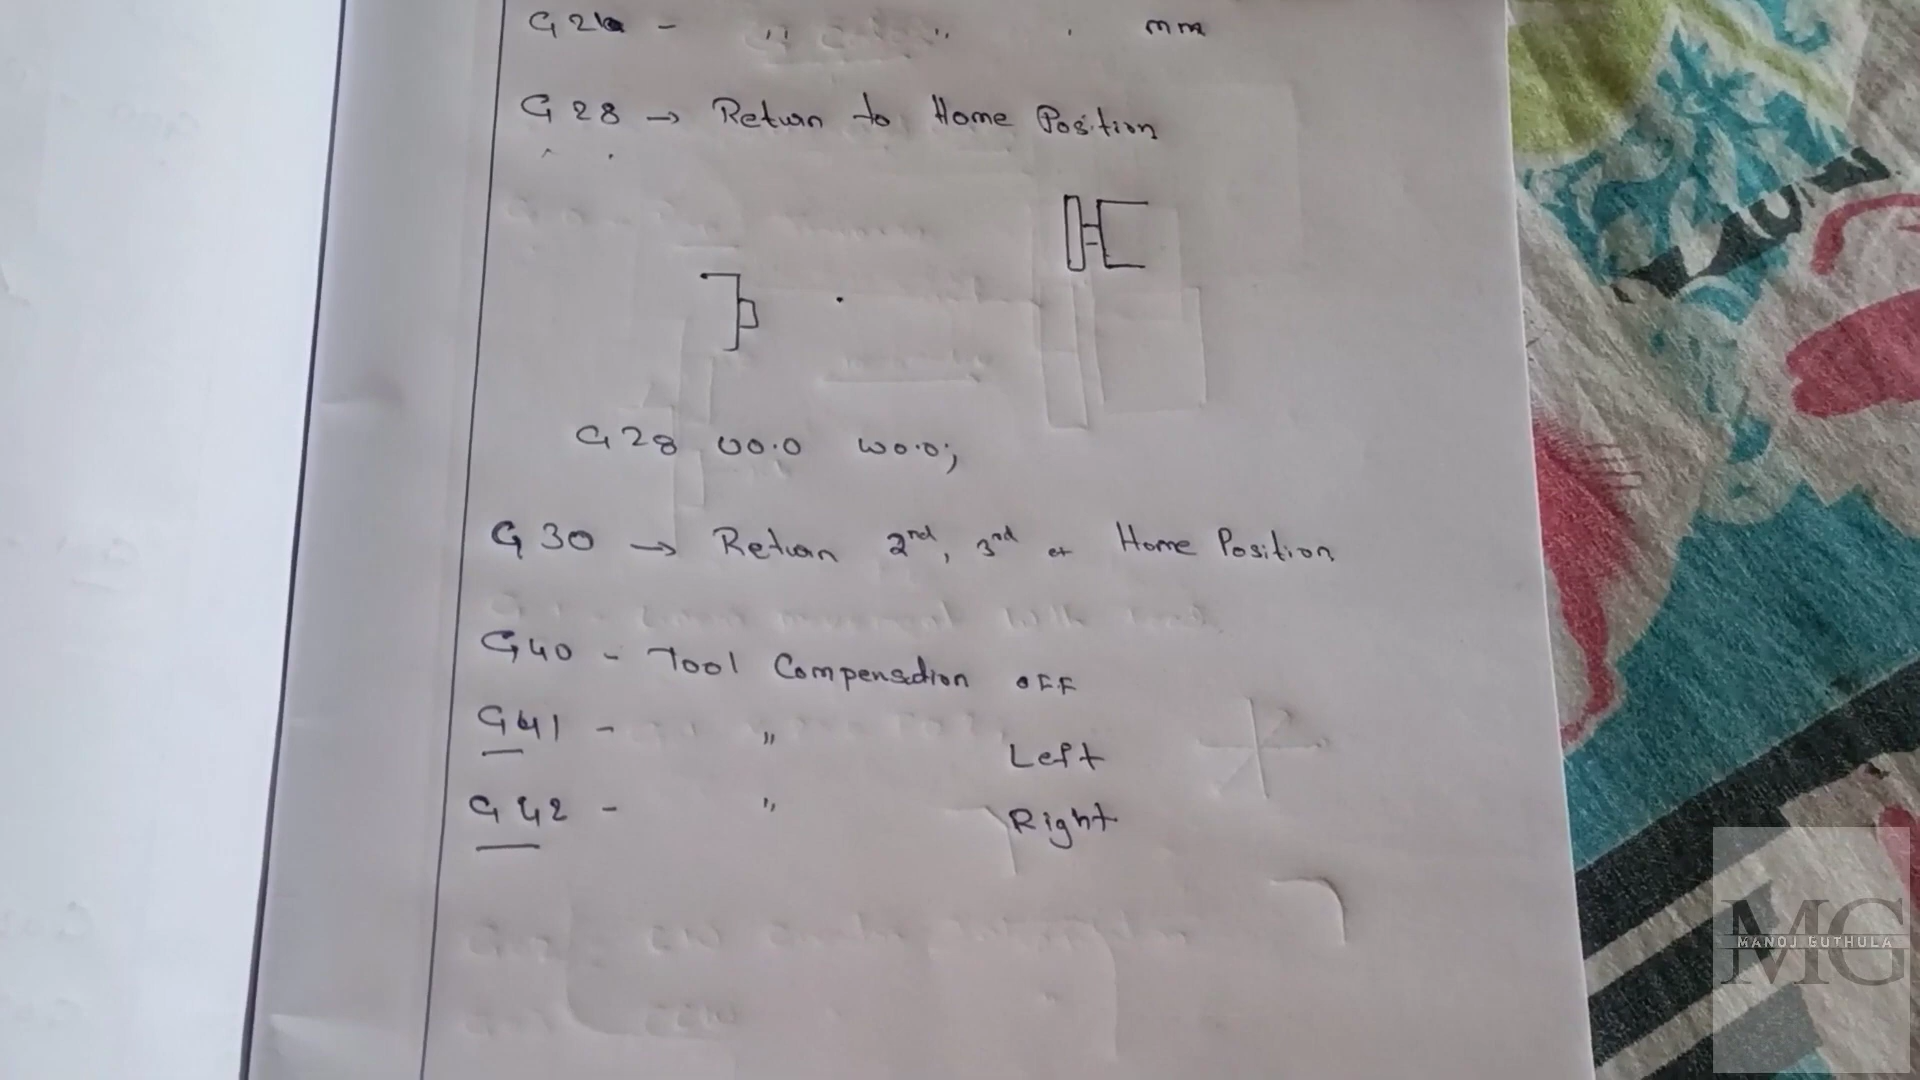 G21 - " " mm
G28 → Return to Home Position
G28 U0.0 W0.0;
G30 → Return 2nd, 3rd or Home Position
G40 - Tool Compensation OFF
G41 - " Left
G42 - " Right
MG
MANOJ GUTHULA